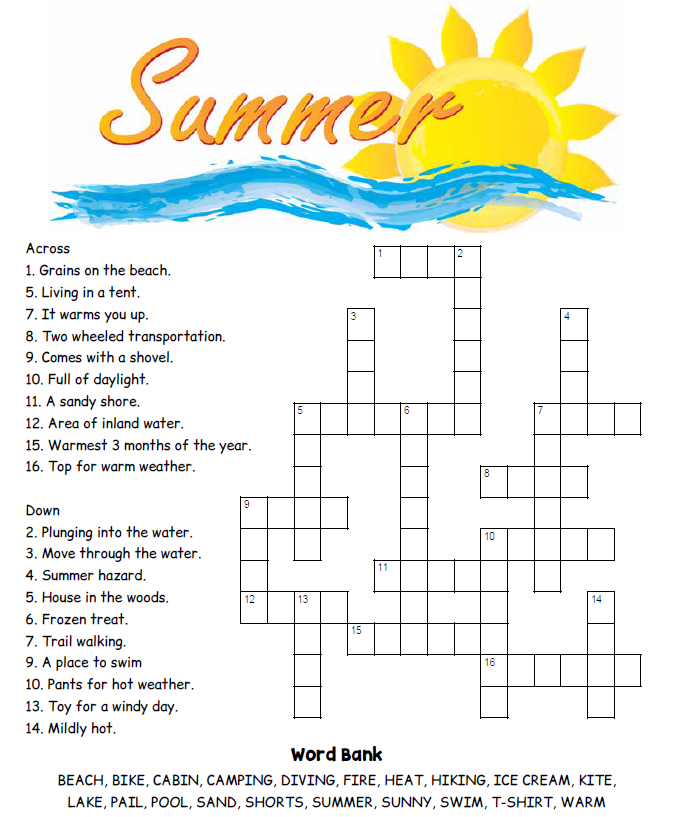 Summer
Across
1. Grains on the beach.
5. Living in a tent.
7. It warms you up.
8. Two wheeled transportation.
9. Comes with a shovel.
10. Full of daylight.
11. A sandy shore.
12. Area of inland water.
15. Warmest 3 months of the year.
16. Top for warm weather.
Down
2. Plunging into the water.
3. Move through the water.
4. Summer hazard.
5. House in the woods.
6. Frozen treat.
7. Trail walking.
9. A place to swim
10. Pants for hot weather.
13. Toy for a windy day.
14. Mildly hot.
1 2
3 4
5 6 7
8
9
10
11
12 13 14
15
16
Word Bank
BEACH, BIKE, CABIN, CAMPING, DIVING, FIRE, HEAT, HIKING, ICE CREAM, KITE,
LAKE, PAIL, POOL, SAND, SHORTS, SUMMER, SUNNY, SWIM, T-SHIRT, WARM